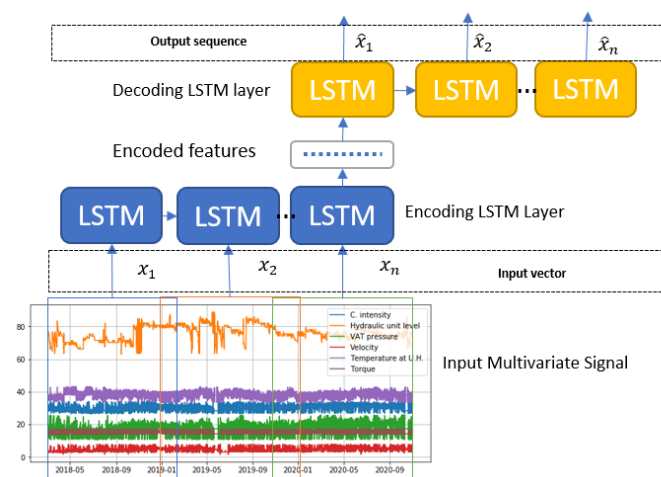 Output sequence
x̂₁ x̂₂ x̂ₙ
Decoding LSTM layer
LSTM LSTM ... LSTM
Encoded features
LSTM LSTM ... LSTM
Encoding LSTM Layer
x₁ x₂ xₙ
Input vector
C. intensity
Hydraulic unit level
VAT pressure
Velocity
Temperature at U.H.
Torque
Input Multivariate Signal
80
60
40
20
0
2018-05 2018-09 2019-01 2019-05 2019-09 2020-01 2020-05 2020-09